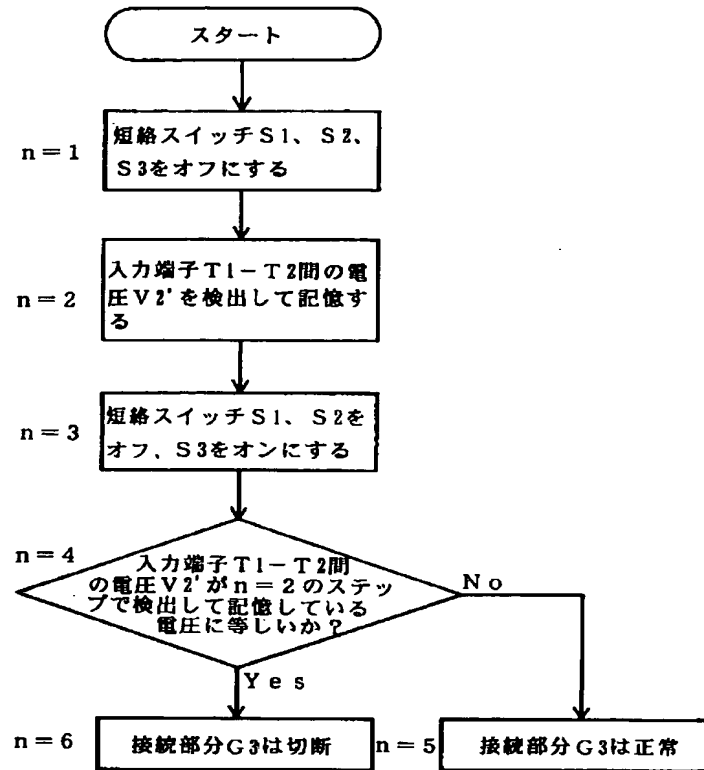 スタート
n=1
短絡スイッチS1、S2、
S3をオフにする
n=2
入力端子T1-T2間の電
圧V2'を検出して記憶す
る
n=3
短絡スイッチS1、S2を
オフ、S3をオンにする
n=4
入力端子T1-T2間
の電圧V2'がn=2のステッ
プで検出して記憶している
電圧に等しいか?
No
Yes
n=6
接続部分G3は切断
n=5
接続部分G3は正常